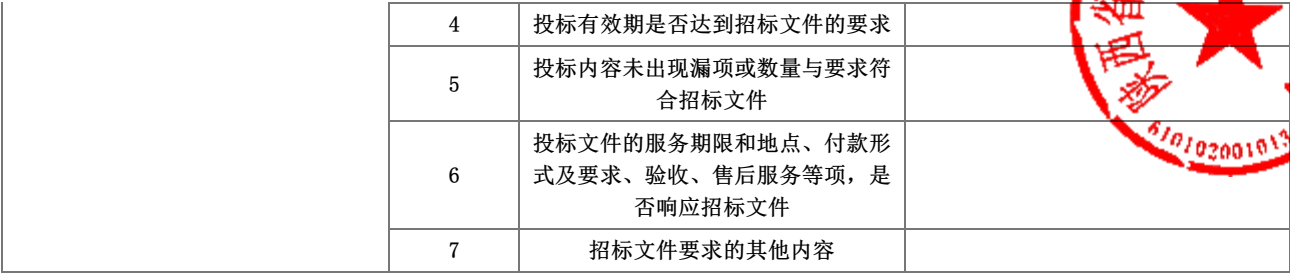 4
投标有效期是否达到招标文件的要求
5
投标内容未出现漏项或数量与要求符
合招标文件
6
投标文件的服务期限和地点、付款形
式及要求、验收、售后服务等项，是
否响应招标文件
7
招标文件要求的其他内容
陕西省
610102001013